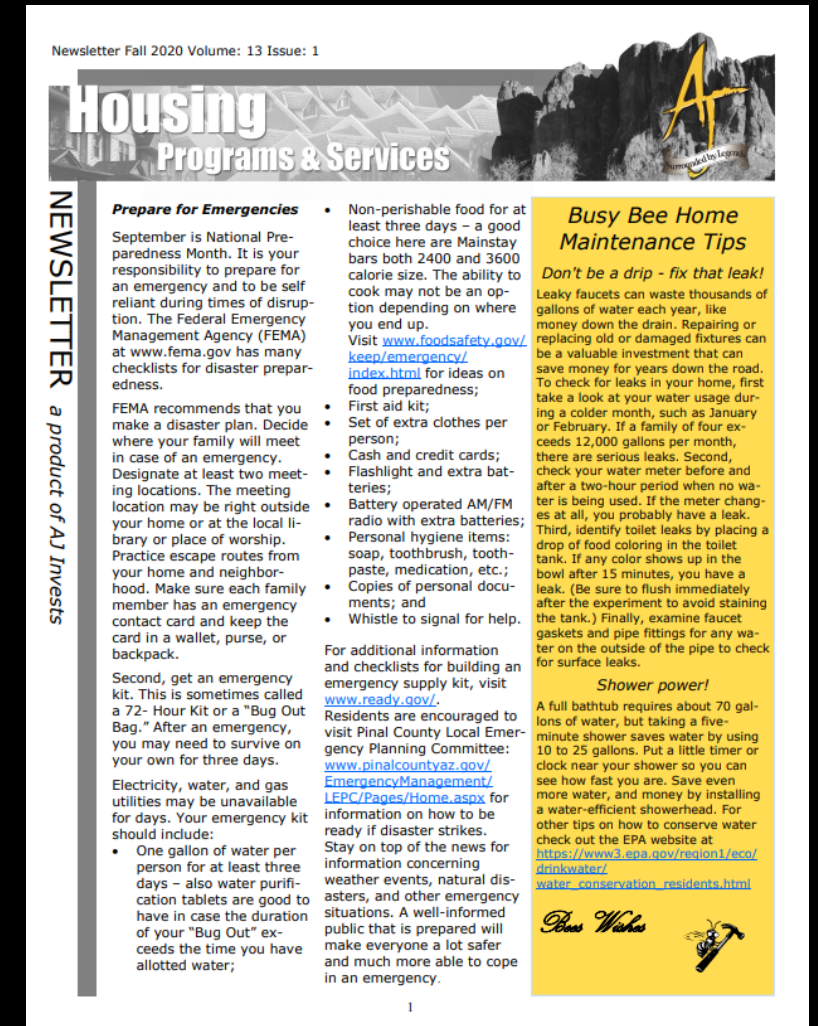 Newsletter Fall 2020 Volume: 13 Issue: 1
Housing
Programs & Services
AJ
Surrounded by Legends
NEWSLETTER a product of AJ Invests
Prepare for Emergencies
September is National Pre-
paredness Month. It is your
responsibility to prepare for
an emergency and to be self
reliant during times of disrup-
tion. The Federal Emergency
Management Agency (FEMA)
at www.fema.gov has many
checklists for disaster prepar-
edness.
FEMA recommends that you
make a disaster plan. Decide
where your family will meet
in case of an emergency.
Designate at least two meet-
ing locations. The meeting
location may be right outside
your home or at the local li-
brary or place of worship.
Practice escape routes from
your home and neighbor-
hood. Make sure each family
member has an emergency
contact card and keep the
card in a wallet, purse, or
backpack.
Second, get an emergency
kit. This is sometimes called
a 72- Hour Kit or a “Bug Out
Bag.” After an emergency,
you may need to survive on
your own for three days.
Electricity, water, and gas
utilities may be unavailable
for days. Your emergency kit
should include:
• One gallon of water per
person for at least three
days – also water purifi-
cation tablets are good to
have in case the duration
of your “Bug Out” ex-
ceeds the time you have
allotted water;
• Non-perishable food for at
least three days – a good
choice here are Mainstay
bars both 2400 and 3600
calorie size. The ability to
cook may not be an op-
tion depending on where
you end up.
Visit www.foodsafety.gov/
keep/emergency/
index.html for ideas on
food preparedness;
• First aid kit;
• Set of extra clothes per
person;
• Cash and credit cards;
• Flashlight and extra bat-
teries;
• Battery operated AM/FM
radio with extra batteries;
• Personal hygiene items:
soap, toothbrush, tooth-
paste, medication, etc.;
• Copies of personal docu-
ments; and
• Whistle to signal for help.
For additional information
and checklists for building an
emergency supply kit, visit
www.ready.gov/.
Residents are encouraged to
visit Pinal County Local Emer-
gency Planning Committee:
www.pinalcountyaz.gov/
EmergencyManagement/
LEPC/Pages/Home.aspx for
information on how to be
ready if disaster strikes.
Stay on top of the news for
information concerning
weather events, natural dis-
asters, and other emergency
situations. A well-informed
public that is prepared will
make everyone a lot safer
and much more able to cope
in an emergency.
Busy Bee Home
Maintenance Tips
Don't be a drip - fix that leak!
Leaky faucets can waste thousands of
gallons of water each year, like
money down the drain. Repairing or
replacing old or damaged fixtures can
be a valuable investment that can
save money for years down the road.
To check for leaks in your home, first
take a look at your water usage dur-
ing a colder month, such as January
or February. If a family of four ex-
ceeds 12,000 gallons per month,
there are serious leaks. Second,
check your water meter before and
after a two-hour period when no wa-
ter is being used. If the meter chang-
es at all, you probably have a leak.
Third, identify toilet leaks by placing a
drop of food coloring in the toilet
tank. If any color shows up in the
bowl after 15 minutes, you have a
leak. (Be sure to flush immediately
after the experiment to avoid staining
the tank.) Finally, examine faucet
gaskets and pipe fittings for any wa-
ter on the outside of the pipe to check
for surface leaks.
Shower power!
A full bathtub requires about 70 gal-
lons of water, but taking a five-
minute shower saves water by using
10 to 25 gallons. Put a little timer or
clock near your shower so you can
see how fast you are. Save even
more water, and money by installing
a water-efficient showerhead. For
other tips on how to conserve water
check out the EPA website at
https://www3.epa.gov/region1/eco/
drinkwater/
water_conservation_residents.html
Bees Wishes
1